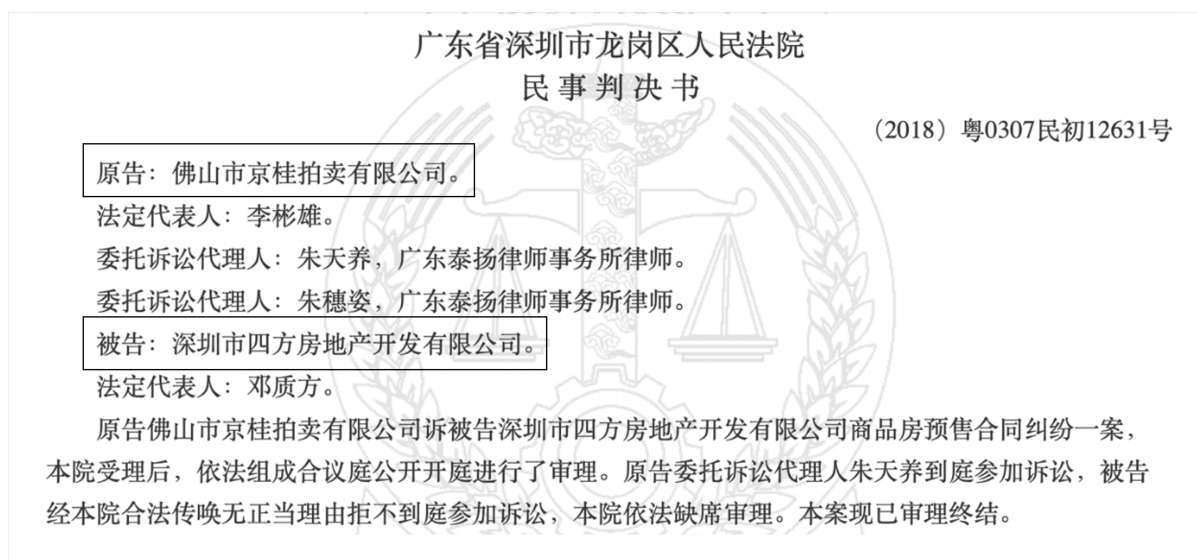 广东省深圳市龙岗区人民法院
民事判决书
（2018）粤0307民初12631号
原告：佛山市京桂拍卖有限公司。
法定代表人：李彬雄。
委托诉讼代理人：朱天养，广东泰扬律师事务所律师。
委托诉讼代理人：朱穗姿，广东泰扬律师事务所律师。
被告：深圳市四方房地产开发有限公司。
法定代表人：邓质方。
原告佛山市京桂拍卖有限公司诉被告深圳市四方房地产开发有限公司商品房预售合同纠纷一案，
本院受理后，依法组成合议庭公开开庭进行了审理。原告委托诉讼代理人朱天养到庭参加诉讼，被告
经本院合法传唤无正当理由拒不到庭参加诉讼，本院依法缺席审理。本案现已审理终结。